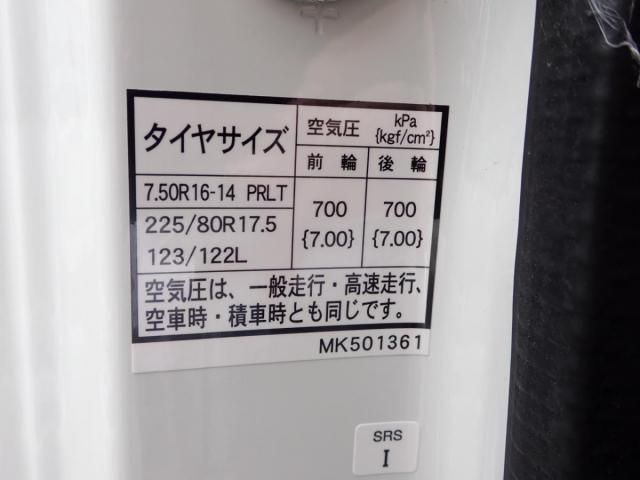 タイヤサイズ
空気圧 kPa {kgf/cm²}
前輪 後輪
7.50R16-14 PRLT
225/80R17.5
123/122L
700 {7.00}
700 {7.00}
空気圧は、一般走行・高速走行、
空車時・積車時とも同じです。
MK501361
SRS
I